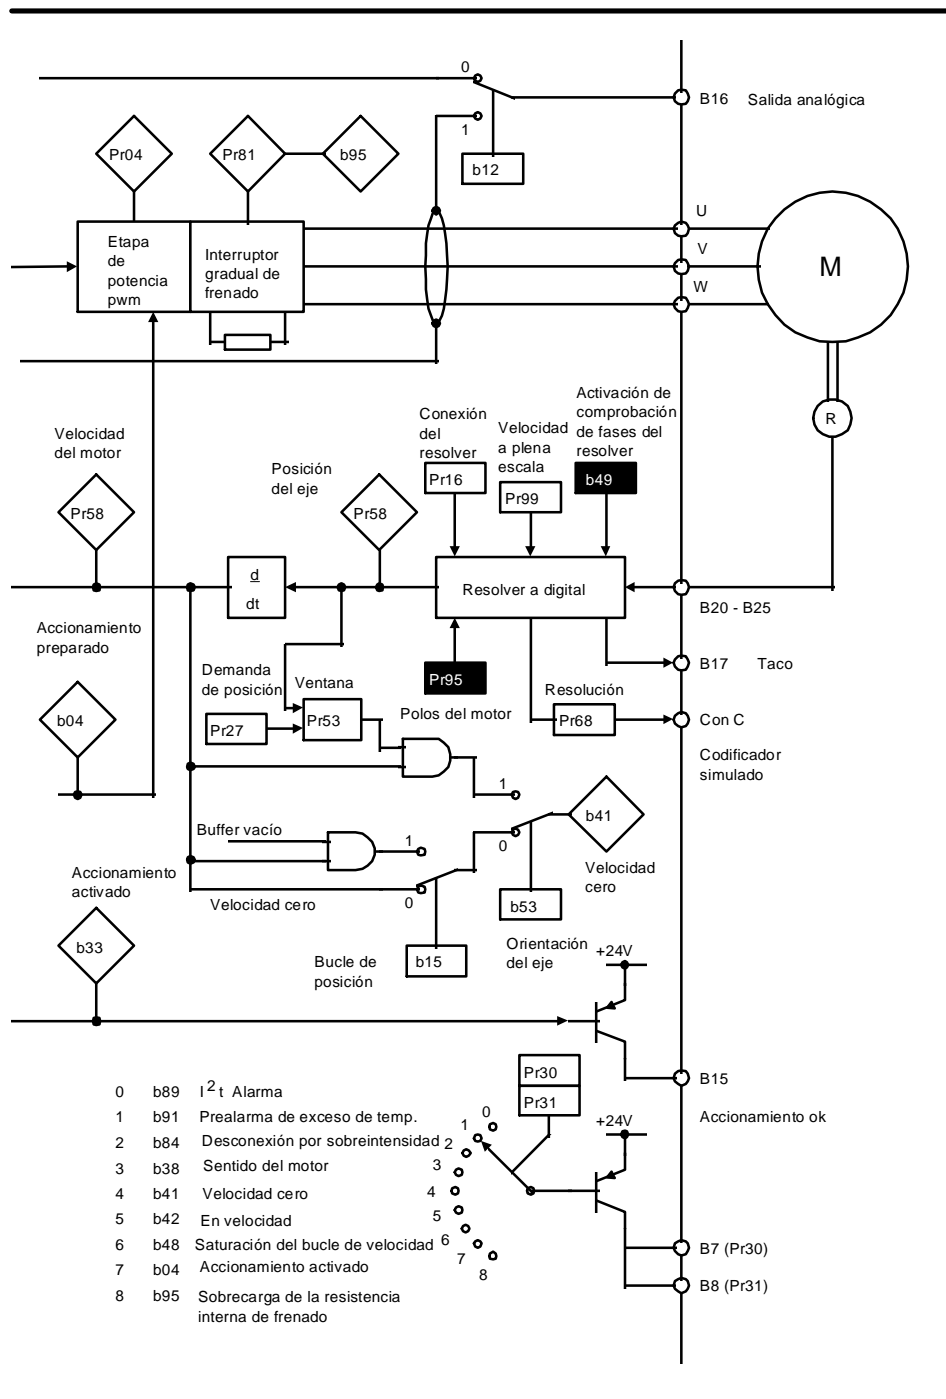 0
B16 Salida analógica
1
Pr04
Pr81
b95
b12
U
V
W
M
Etapa
de
potencia
pwm
Interruptor
gradual de
frenado
R
Velocidad
del motor
Pr58
Posición
del eje
Pr58
Conexión
del
resolver
Pr16
Velocidad
a plena
escala
Pr99
Activación de
comprobación
de fases del
resolver
b49
d
dt
Resolver a digital
B20 - B25
Accionamiento
preparado
b04
Demanda
de posición
Pr27
Ventana
Pr53
Pr95
Polos del motor
Resolución
Pr68
B17 Taco
Con C
Codificador
simulado
1
0
b41
Velocidad
cero
Buffer vacío
1
0
Velocidad cero
b53
Orientación
del eje
Accionamiento
activado
b33
Bucle de
posición
b15
+24V
B15
Accionamiento ok
Pr30
Pr31
+24V
0 b89 I2t Alarma
1 b91 Prealarma de exceso de temp.
2 b84 Desconexión por sobreintensidad
3 b38 Sentido del motor
4 b41 Velocidad cero
5 b42 En velocidad
6 b48 Saturación del bucle de velocidad
7 b04 Accionamiento activado
8 b95 Sobrecarga de la resistencia
interna de frenado
0
1
2
3
4
5
6
7
8
B7 (Pr30)
B8 (Pr31)